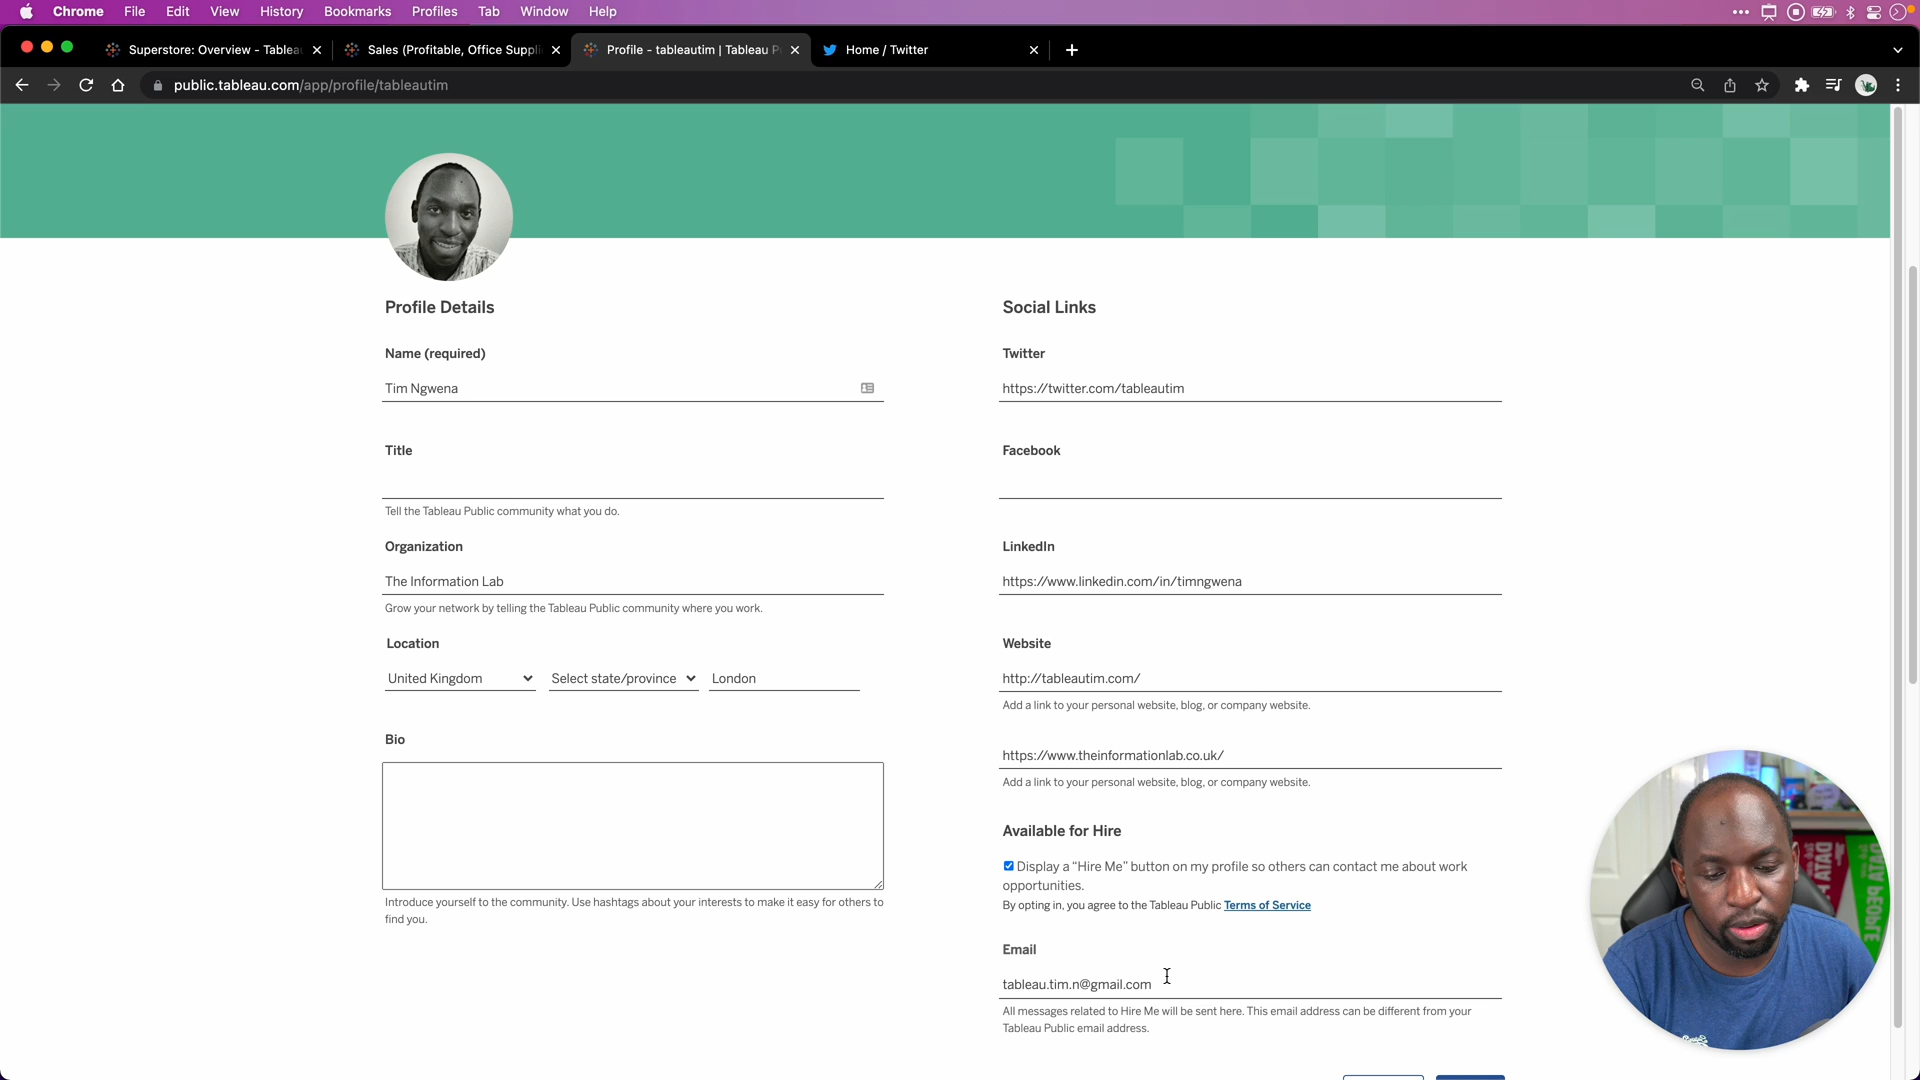 Chrome File Edit View History Bookmarks Profiles Tab Window Help
Superstore: Overview - Tablea
Sales (Profitable, Office Suppli
Profile - tableautim | Tableau P
Home / Twitter
public.tableau.com/app/profile/tableautim
Profile Details
Name (required)
Tim Ngwena
Title
Tell the Tableau Public community what you do.
Organization
The Information Lab
Grow your network by telling the Tableau Public community where you work.
Location
United Kingdom Select state/province London
Bio
Introduce yourself to the community. Use hashtags about your interests to make it easy for others to
find you.
Social Links
Twitter
https://twitter.com/tableautim
Facebook
LinkedIn
https://www.linkedin.com/in/timngwena
Website
http://tableautim.com/
Add a link to your personal website, blog, or company website.
https://www.theinformationlab.co.uk/
Add a link to your personal website, blog, or company website.
Available for Hire
Display a “Hire Me” button on my profile so others can contact me about work
opportunities.
By opting in, you agree to the Tableau Public Terms of Service
Email
tableau.tim.n@gmail.com
All messages related to Hire Me will be sent here. This email address can be different from your
Tableau Public email address.
DATA
DATA PEOPLE